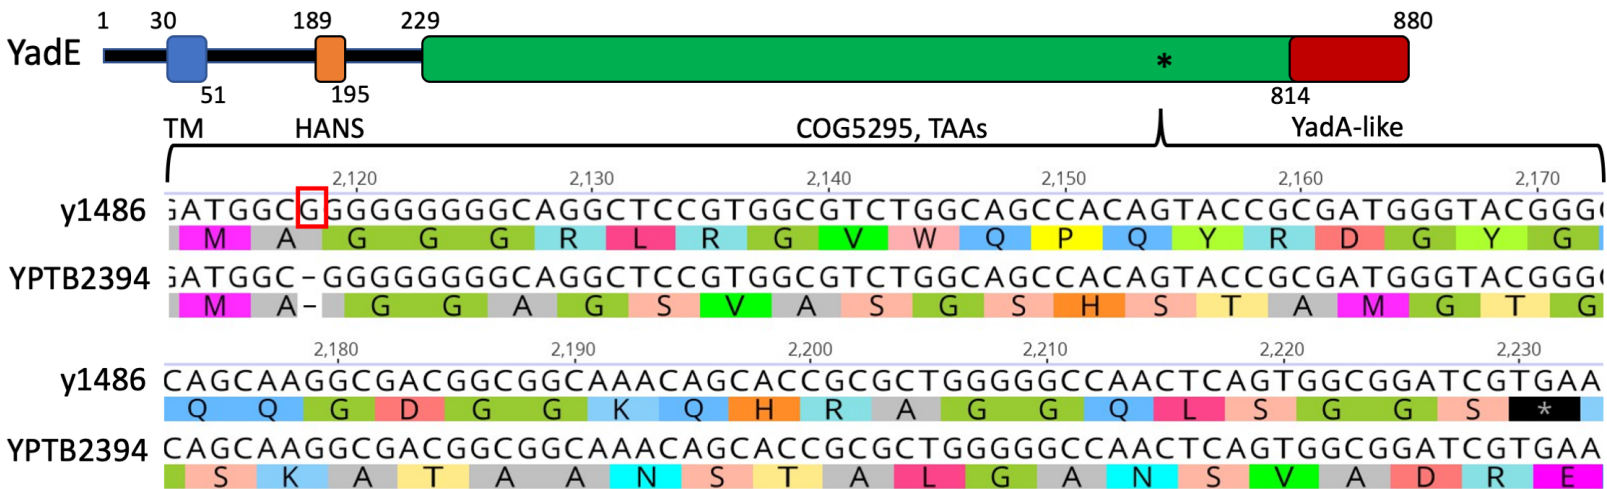 1 30 189 229 880
YadE *
51 195 814
TM HANS COG5295, TAAs YadA-like
2,120 2,130 2,140 2,150 2,160 2,170
y1486 GATGGCGGGGGGGGGCAGGCTCCGTGGCGTCTGGCAGCCACAGTACCGCGATGGGTACGGGC
M A G G G R L R G V W Q P Q Y R D G Y G
YPTB2394 GATGGC-GGGGGGGGCAGGCTCCGTGGCGTCTGGCAGCCACAGTACCGCGATGGGTACGGGC
M A - G G A G S V A S G S H S T A M G T G
2,180 2,190 2,200 2,210 2,220 2,230
y1486 CAGCAAGGCGACGGCGGCAAACAGCACCGCGCTGGGGGCCAACTCAGTGGCGGATCGTGAA
Q Q G D G G K Q H R A G G Q L S G G S *
YPTB2394 CAGCAAGGCGACGGCGGCAAACAGCACCGCGCTGGGGGCCAACTCAGTGGCGGATCGTGAA
S K A T A A N S T A L G A N S V A D R E